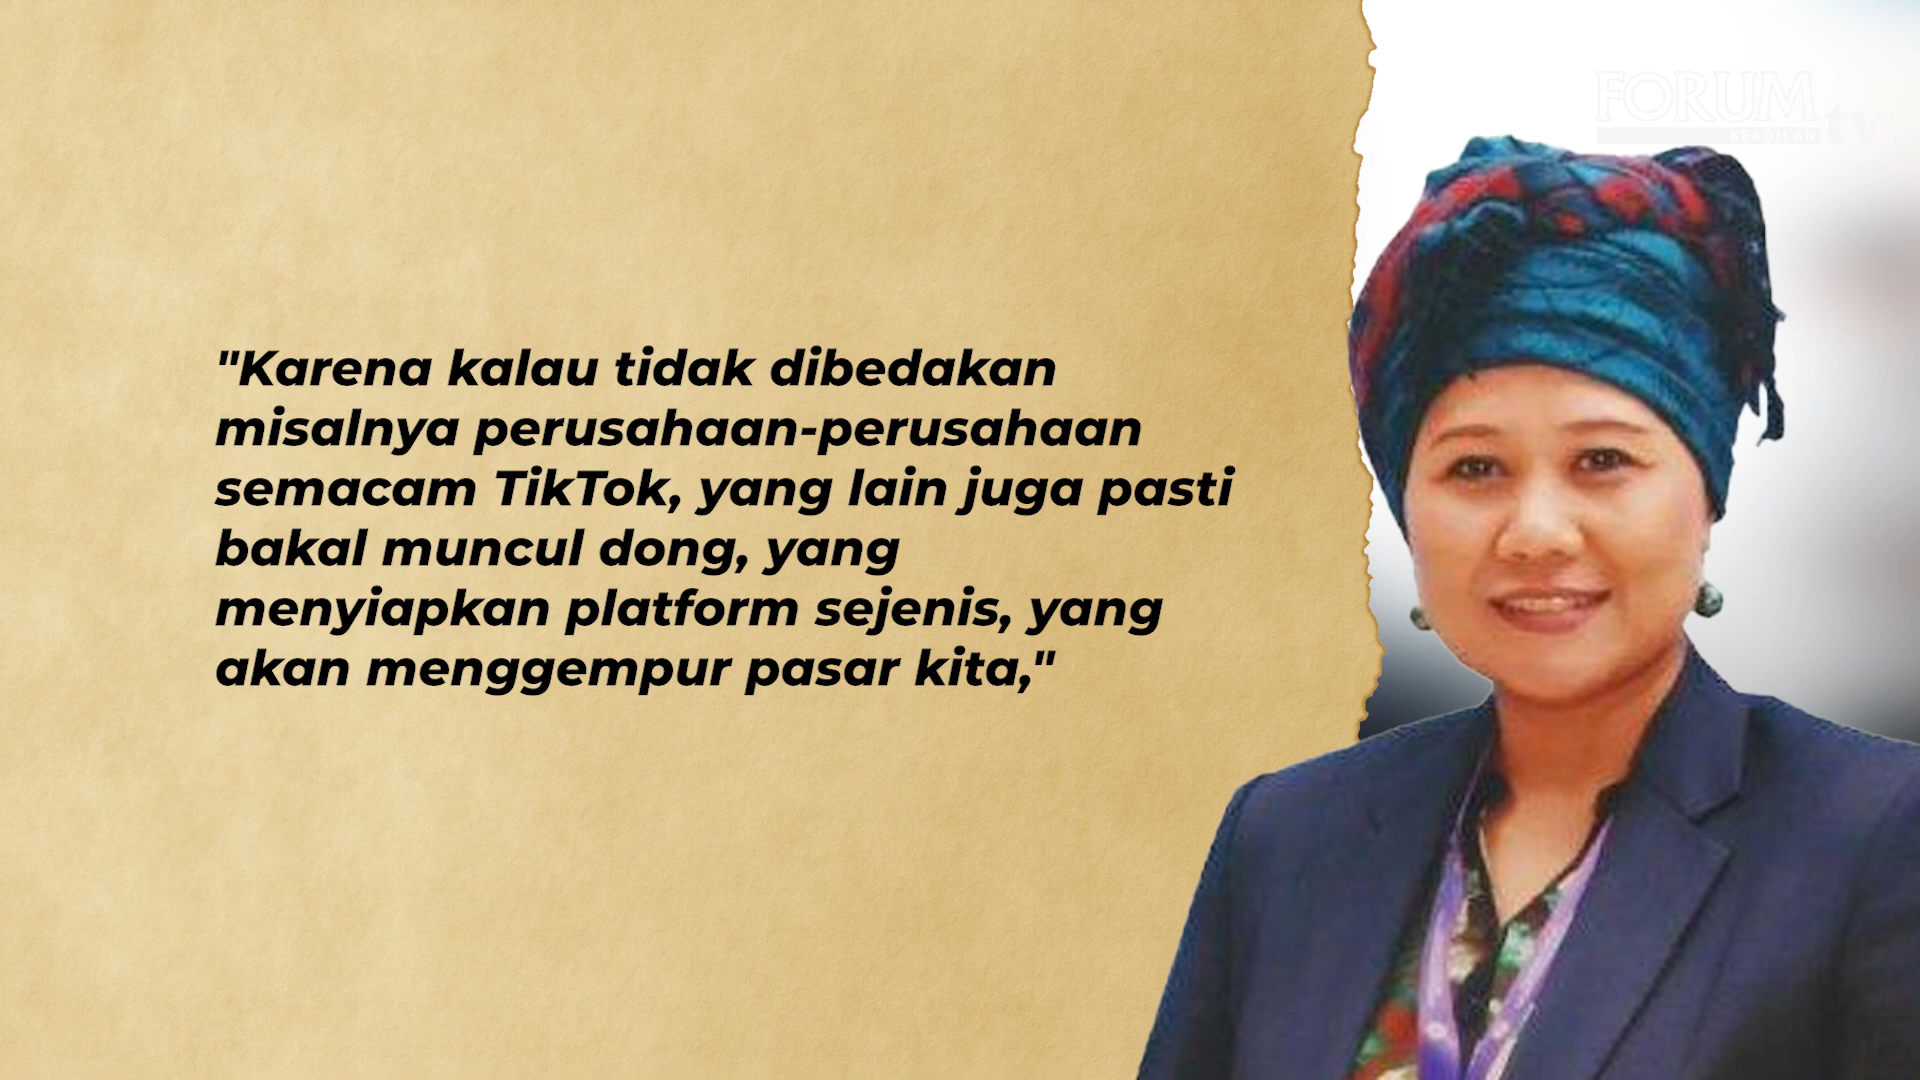 FORUM
KEADILAN
tv
"Karena kalau tidak dibedakan
misalnya perusahaan-perusahaan
semacam TikTok, yang lain juga pasti
bakal muncul dong, yang
menyiapkan platform sejenis, yang
akan menggempur pasar kita,"